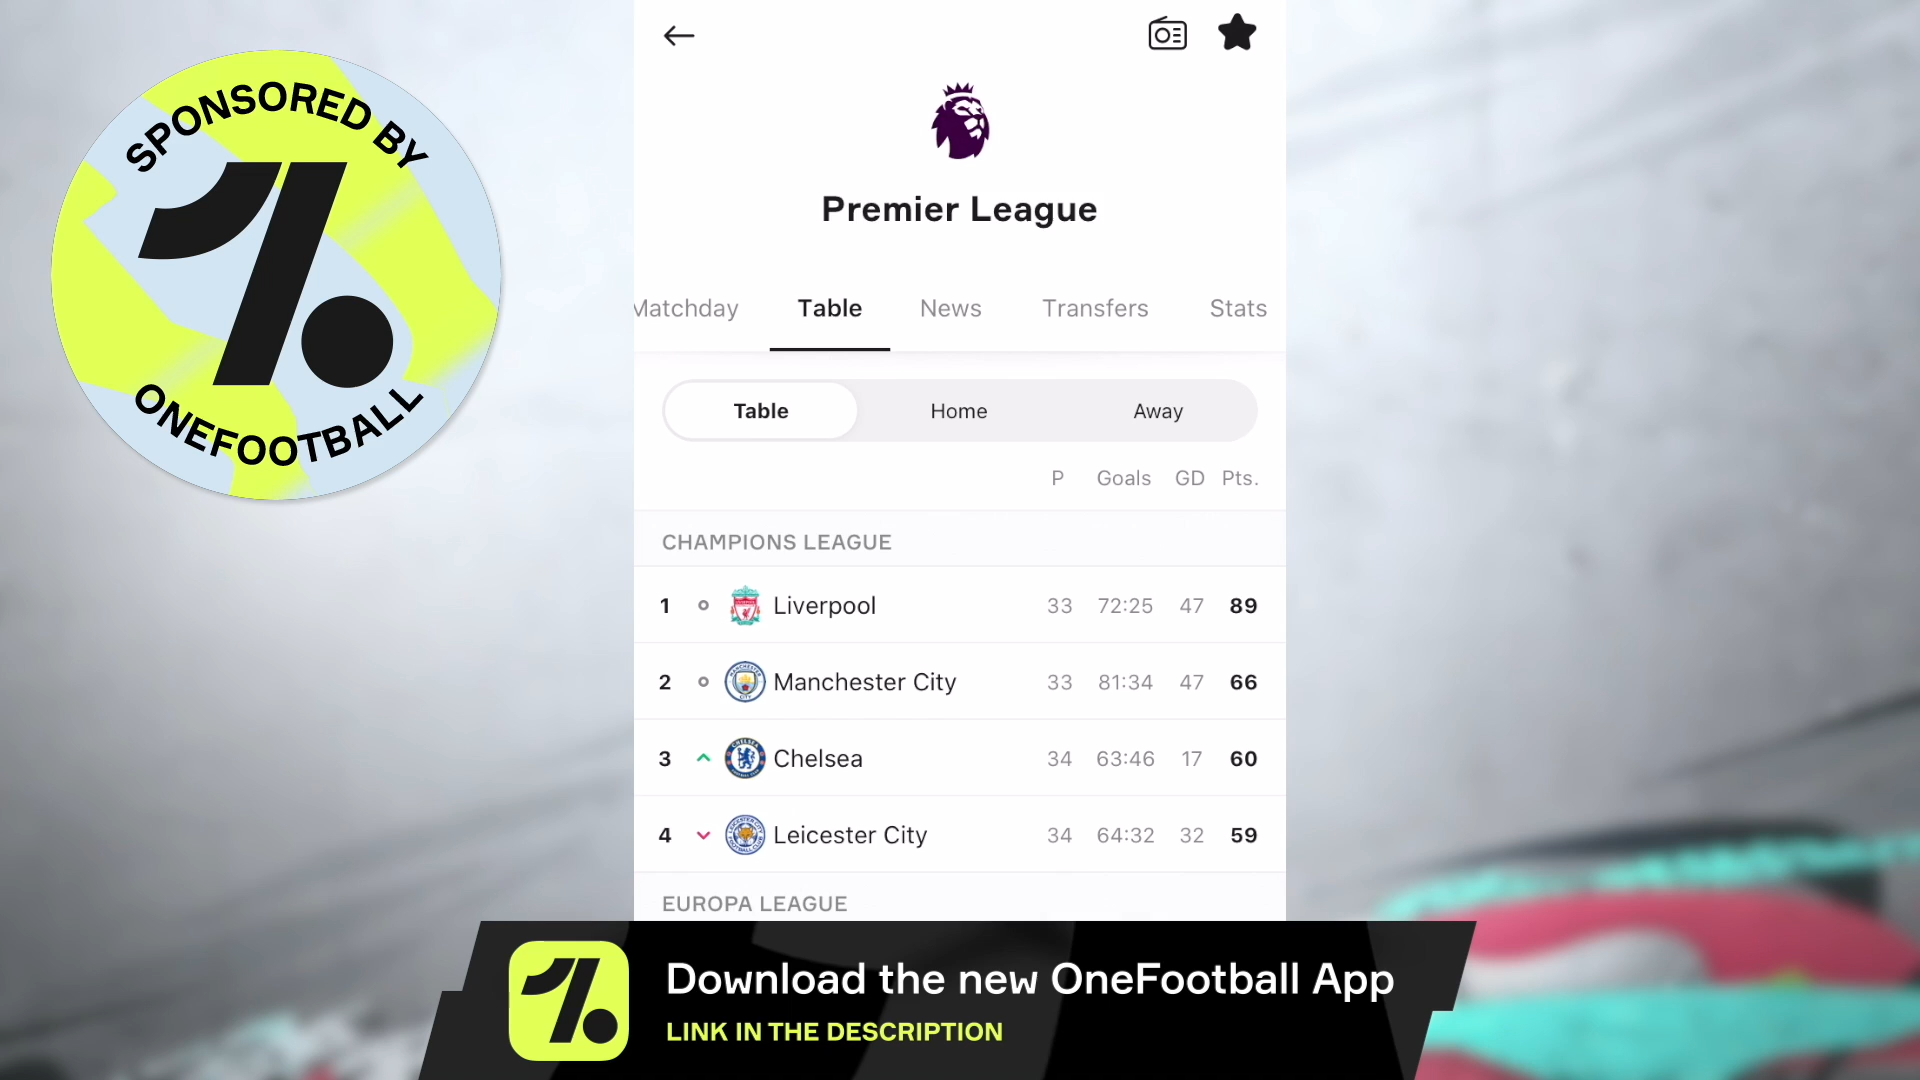 SPONSORED BY
ONEFOOTBALL
Premier League
Matchday Table News Transfers Stats
Table Home Away
P Goals GD Pts.
CHAMPIONS LEAGUE
1 Liverpool 33 72:25 47 89
2 Manchester City 33 81:34 47 66
3 Chelsea 34 63:46 17 60
4 Leicester City 34 64:32 32 59
EUROPA LEAGUE
Download the new OneFootball App
LINK IN THE DESCRIPTION